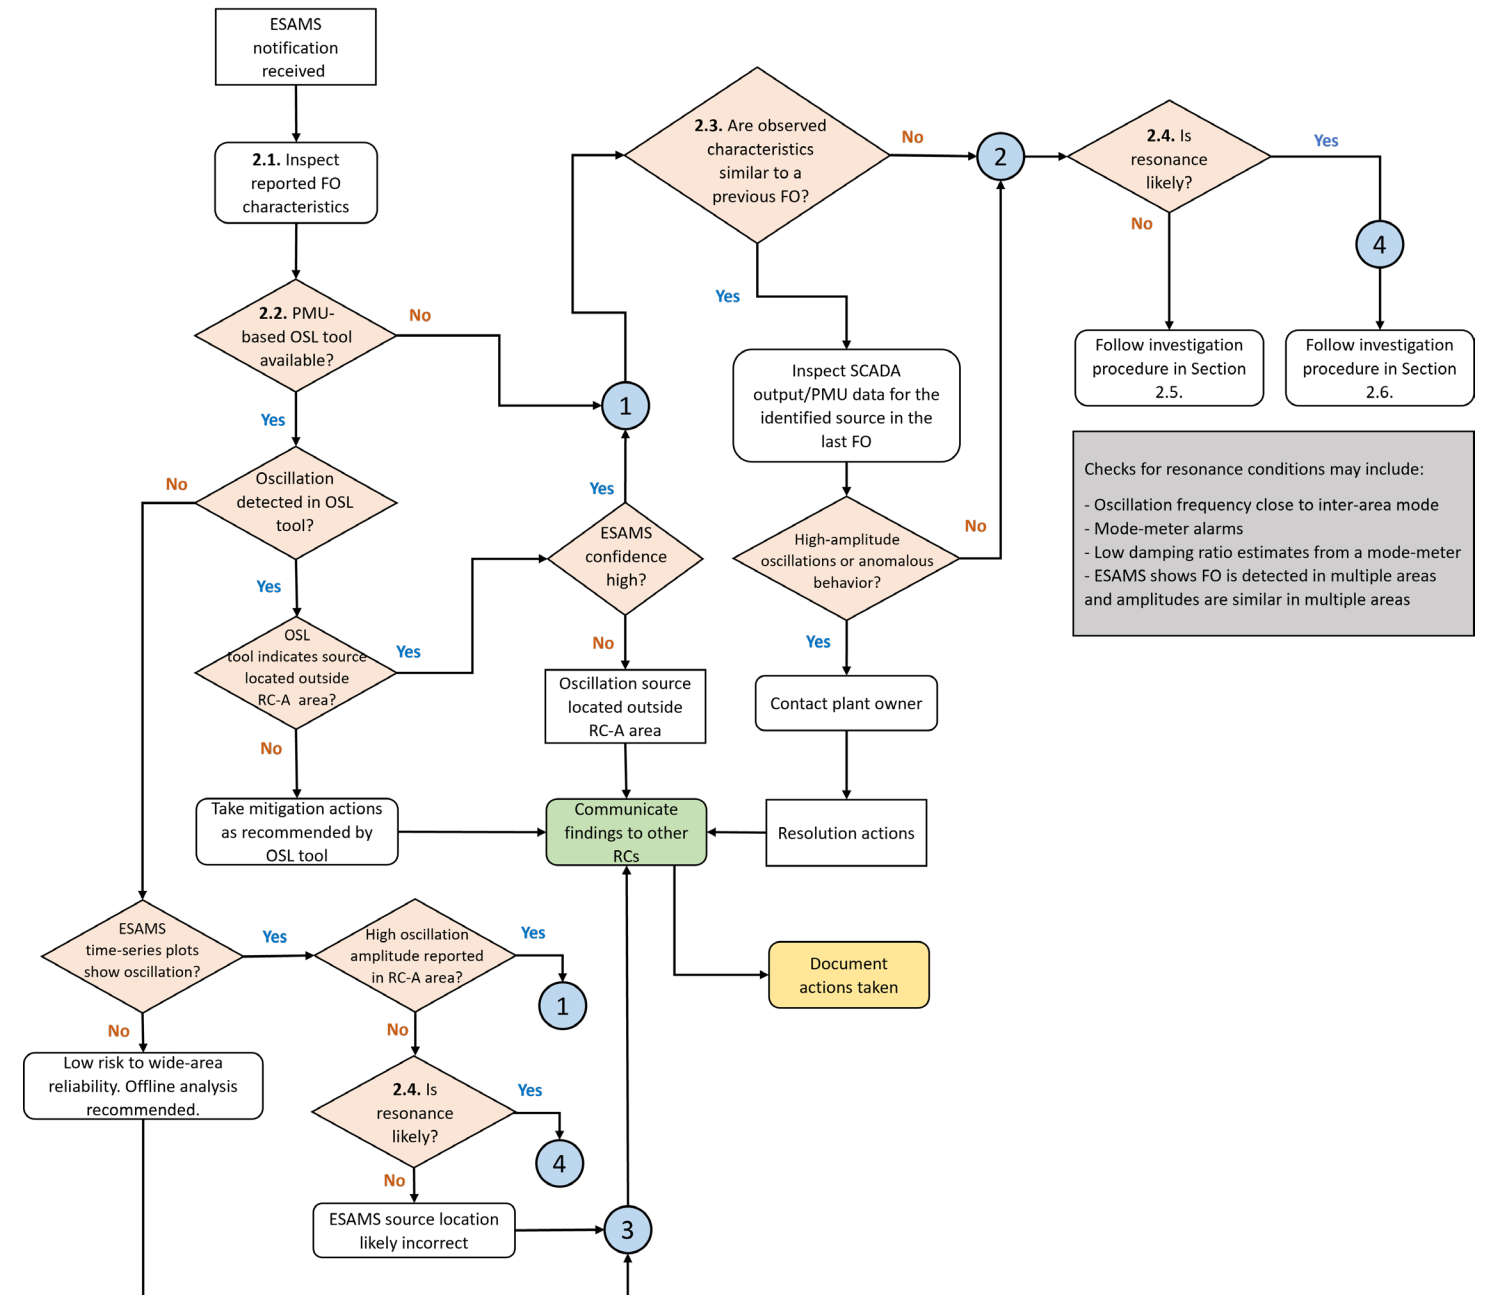 ESAMS
notification
received
2.1. Inspect
reported FO
characteristics
2.2. PMU-
based OSL tool
available?
No
Yes
Oscillation
detected in OSL
tool?
No
Yes
OSL
tool indicates source
located outside
RC-A area?
Yes
No
Take mitigation actions
as recommended by
OSL tool
1
Yes
ESAMS
confidence
high?
No
Oscillation source
located outside
RC-A area
Communicate
findings to other
RCs
2.3. Are observed
characteristics
similar to a
previous FO?
No
Yes
Inspect SCADA
output/PMU data for the
identified source in the
last FO
High-amplitude
oscillations or anomalous
behavior?
No
Yes
Contact plant owner
Resolution actions
Document
actions taken
2
2.4. Is
resonance
likely?
Yes
No
4
Follow investigation
procedure in Section
2.5.
Follow investigation
procedure in Section
2.6.
Checks for resonance conditions may include:
- Oscillation frequency close to inter-area mode
- Mode-meter alarms
- Low damping ratio estimates from a mode-meter
- ESAMS shows FO is detected in multiple areas
and amplitudes are similar in multiple areas
ESAMS
time-series plots
show oscillation?
Yes
No
Low risk to wide-area
reliability. Offline analysis
recommended.
High oscillation
amplitude reported
in RC-A area?
Yes
1
No
2.4. Is
resonance
likely?
Yes
4
No
ESAMS source location
likely incorrect
3